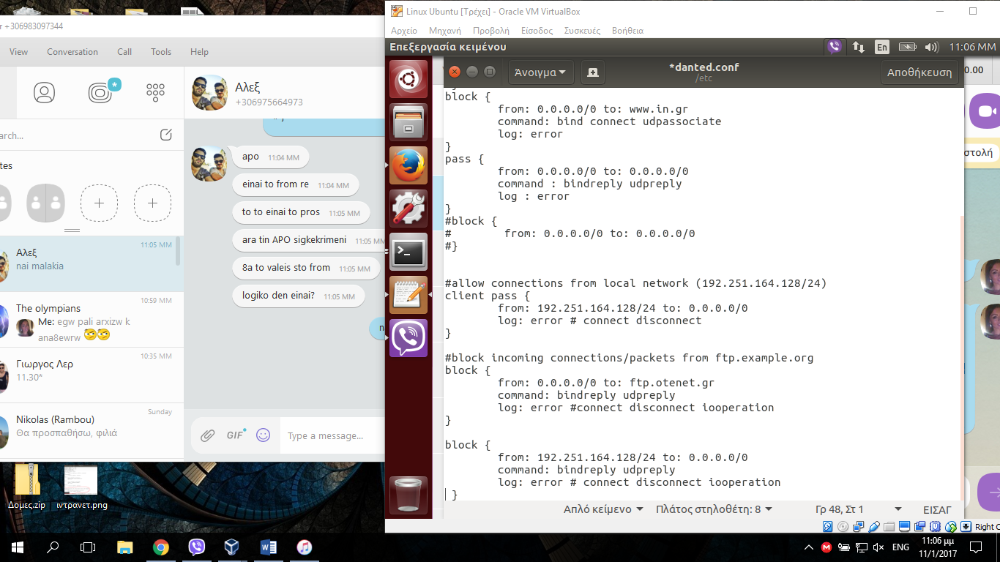 r +306983097344
View Conversation Call Tools Help
Αλεξ
+306975664973
arch...
tes
apo 11:04 MM
einai to from re 11:04 MM
to to einai to pros 11:05 MM
ara tin APO sigkekrimeni 11:05 MM
8a to valeis sto from 11:05 MM
logiko den einai? 11:05 MM
n
11:05 MM
Αλεξ
nai malakia
10:59 MM
The olympians
Me: egw pali arxizw k
ana8ewrw
10:35 MM
Γιωργος Λερ
11.30*
Sunday
Nikolas (Rambou)
Θα προσπαθήσω, φιλιά
GIF
Type a message...
Δομες.zip ιντρανετ.png
Linux Ubuntu [Τρέχει] - Oracle VM VirtualBox
Αρχείο Μηχανή Προβολή Είσοδος Συσκευές Βοήθεια
Επεξεργασία κειμένου En 11:06 MM
Άνοιγμα
*danted.conf
/etc
Αποθήκευση
0.00
στολή
block {
from: 0.0.0.0/0 to: www.in.gr
command: bind connect udpassociate
log: error
}
pass {
from: 0.0.0.0/0 to: 0.0.0.0/0
command : bindreply udpreply
log : error
}
#block {
# from: 0.0.0.0/0 to: 0.0.0.0/0
#}
#allow connections from local network (192.251.164.128/24)
client pass {
from: 192.251.164.128/24 to: 0.0.0.0/0
log: error # connect disconnect
}
#block incoming connections/packets from ftp.example.org
block {
from: 0.0.0.0/0 to: ftp.otenet.gr
command: bindreply udpreply
log: error #connect disconnect iooperation
}
block {
from: 192.251.164.128/24 to: 0.0.0.0/0
command: bindreply udpreply
log: error # connect disconnect iooperation
}
Απλό κείμενο Πλάτος στηλοθέτη: 8 Γρ 48, Στ 1 ΕΙΣΑΓ
Right C
ENG
11:06 μμ
11/1/2017